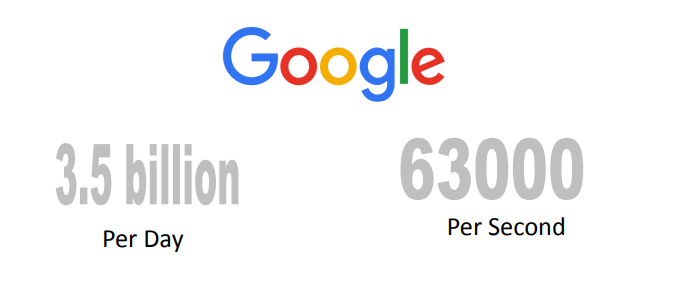 Google
3.5 billion
Per Day
63000
Per Second